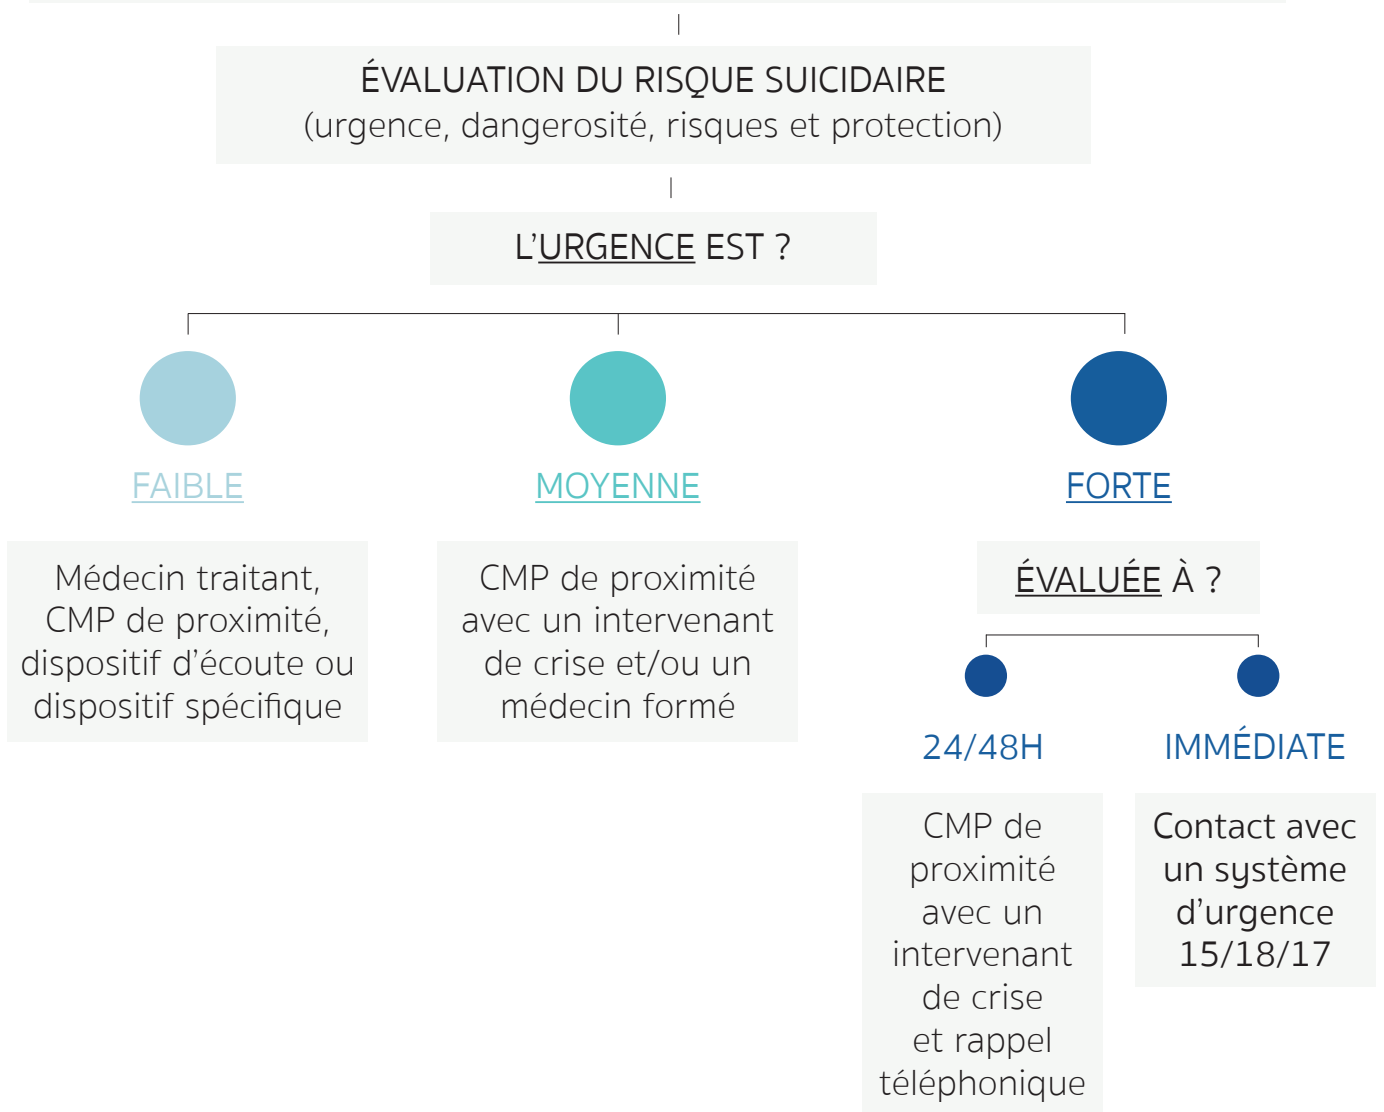 ÉVALUATION DU RISQUE SUICIDAIRE
(urgence, dangerosité, risques et protection)
L'URGENCE EST ?
FAIBLE
MOYENNE
FORTE
Médecin traitant,
CMP de proximité,
dispositif d'écoute ou
dispositif spécifique
CMP de proximité
avec un intervenant
de crise et/ou un
médecin formé
ÉVALUÉE À ?
24/48H
IMMÉDIATE
CMP de
proximité
avec un
intervenant
de crise
et rappel
téléphonique
Contact avec
un système
d'urgence
15/18/17